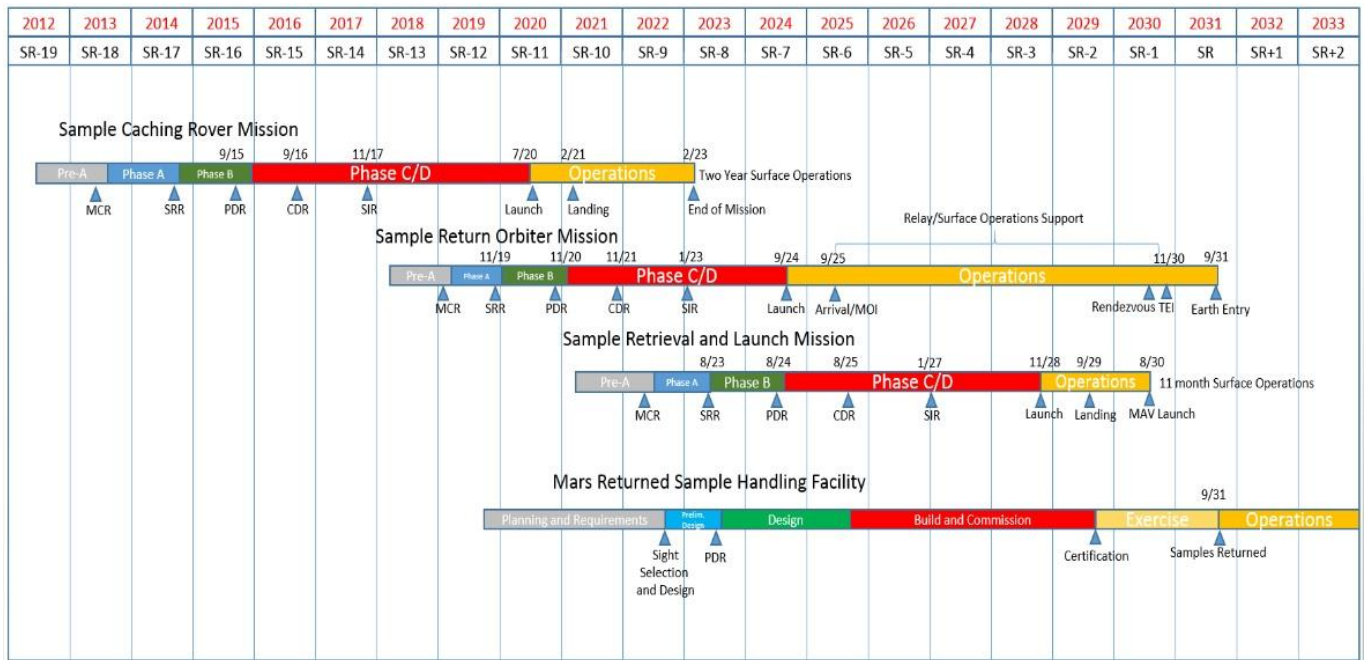 2012 2013 2014 2015 2016 2017 2018 2019 2020 2021 2022 2023 2024 2025 2026 2027 2028 2029 2030 2031 2032 2033
SR-19 SR-18 SR-17 SR-16 SR-15 SR-14 SR-13 SR-12 SR-11 SR-10 SR-9 SR-8 SR-7 SR-6 SR-5 SR-4 SR-3 SR-2 SR-1 SR SR+1 SR+2
Sample Caching Rover Mission
9/15 9/16 11/17 7/20 2/21 2/23
Pre-A Phase A Phase B Phase C/D Operations Two Year Surface Operations
MCR SRR PDR CDR SIR Launch Landing End of Mission
Relay/Surface Operations Support
Sample Return Orbiter Mission
11/19 11/20 11/21 1/23 9/24 9/25 11/30 9/31
Pre-A Phase A Phase B Phase C/D Operations
MCR SRR PDR CDR SIR Launch Arrival/MOI Rendezvous TEI Earth Entry
Sample Retrieval and Launch Mission
8/23 8/24 8/25 1/27 11/28 9/29 8/30
Pre-A Phase A Phase B Phase C/D Operations 11 month Surface Operations
MCR SRR PDR CDR SIR Launch Landing MAV Launch
Mars Returned Sample Handling Facility
9/31
Planning and Requirements Prelim. Design Design Build and Commission Exercise Operations
Sight Selection and Design PDR Certification Samples Returned